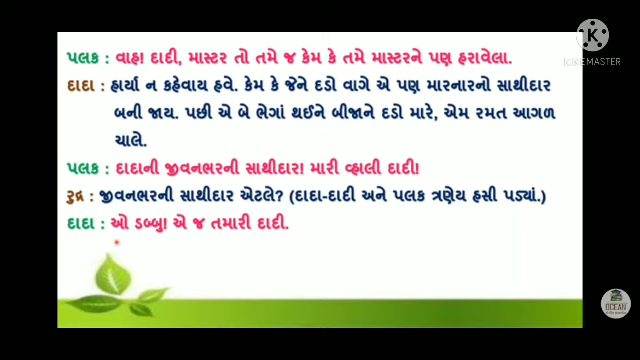 પલક : વાહ! દાદી, માસ્ટર તો તમે જ કેમ કે તમે માસ્ટરને પણ હરાવેલા.
દાદા : હાર્યા ન કહેવાય હવે. કેમ કે જેને દડો વાગે એ પણ મારનારનો સાથીદાર
બની જાય. પછી એ બે ભેગાં થઈને બીજાને દડો મારે, એમ રમત આગળ
ચાલે.
પલક : દાદાની જીવનભરની સાથીદાર! મારી વ્હાલી દાદી!
રુદ્ર : જીવનભરની સાથીદાર એટલે? (દાદા-દાદી અને પલક ત્રણેય હસી પડ્યાં.)
દાદા : ઓ ડબ્બુ! એ જ તમારી દાદી.
K
KINEMASTER
OCEAN